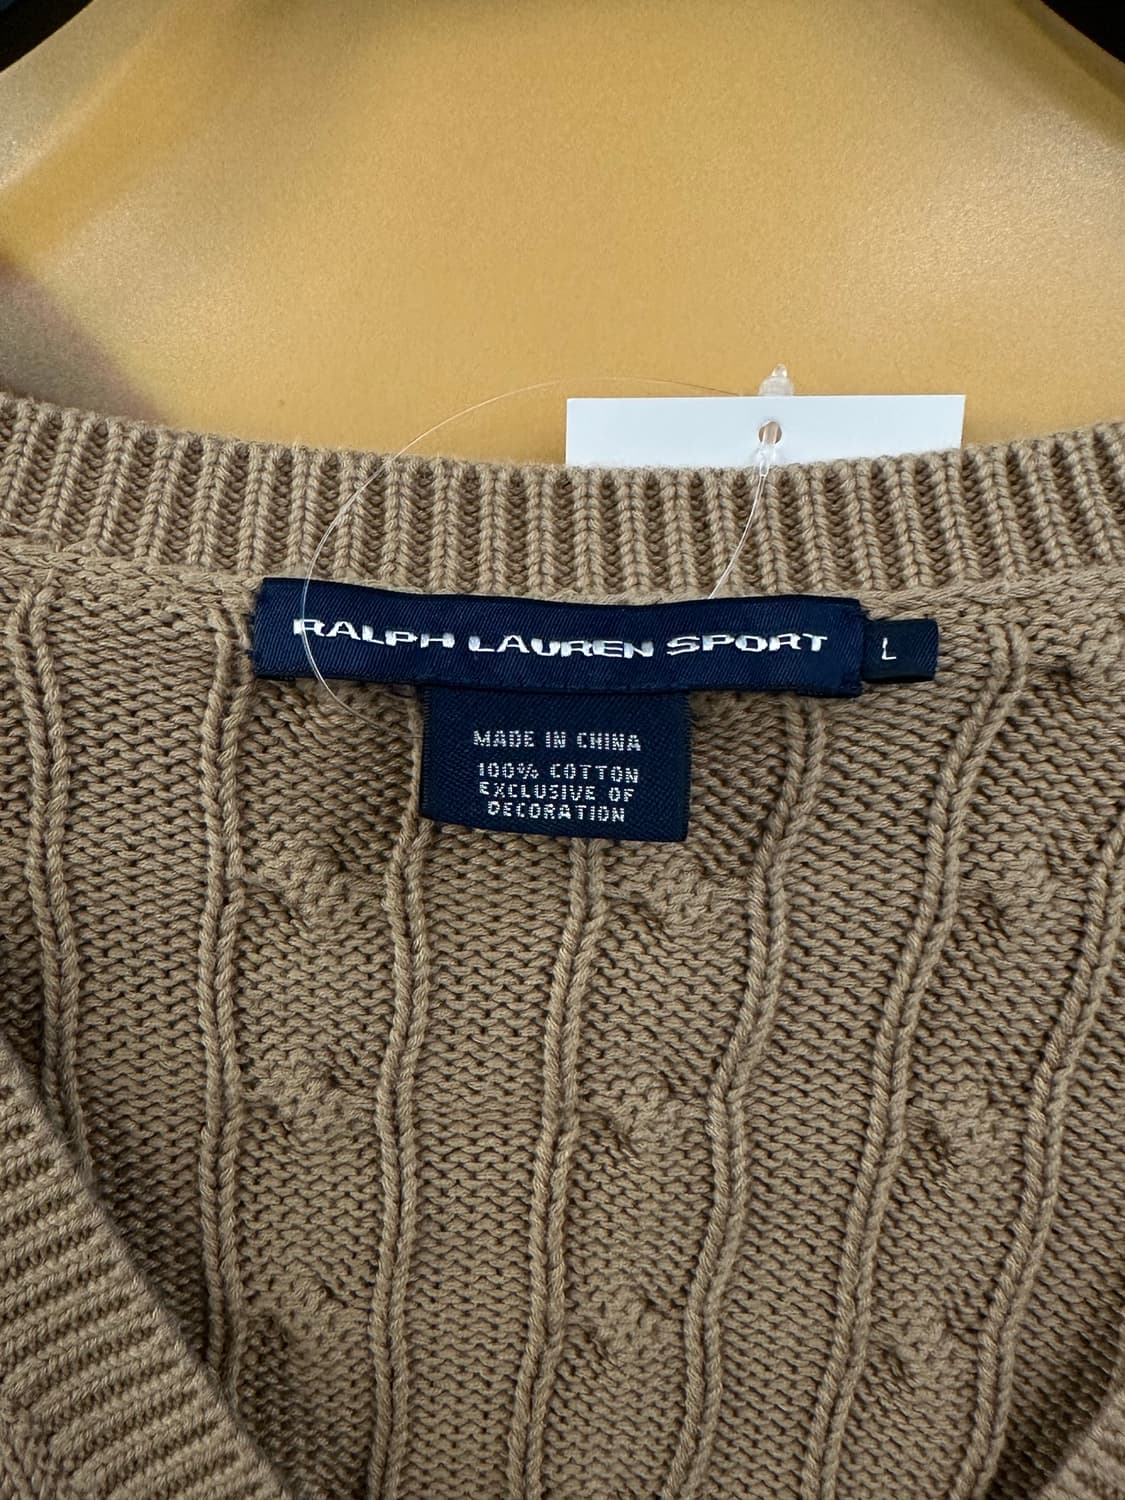 RALPH LAUREN SPORT
L
MADE IN CHINA
100% COTTON
EXCLUSIVE OF
DECORATION